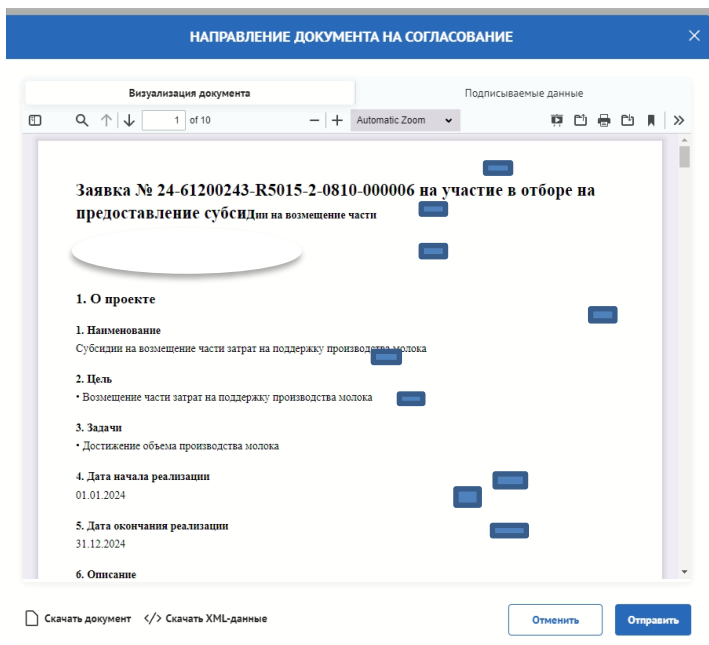 НАПРАВЛЕНИЕ ДОКУМЕНТА НА СОГЛАСОВАНИЕ
Визуализация документа
Подписываемые данные
1 of 10
Automatic Zoom
Заявка № 24-61200243-R5015-2-0810-000006 на участие в отборе на
предоставление субсидии на возмещение части
1. О проекте
1. Наименование
Субсидии на возмещение части затрат на поддержку производства молока
2. Цель
• Возмещение части затрат на поддержку производства молока
3. Задачи
• Достижение объема производства молока
4. Дата начала реализации
01.01.2024
5. Дата окончания реализации
31.12.2024
6. Описание
Скачать документ </> Скачать XML-данные
Отменить
Отправить